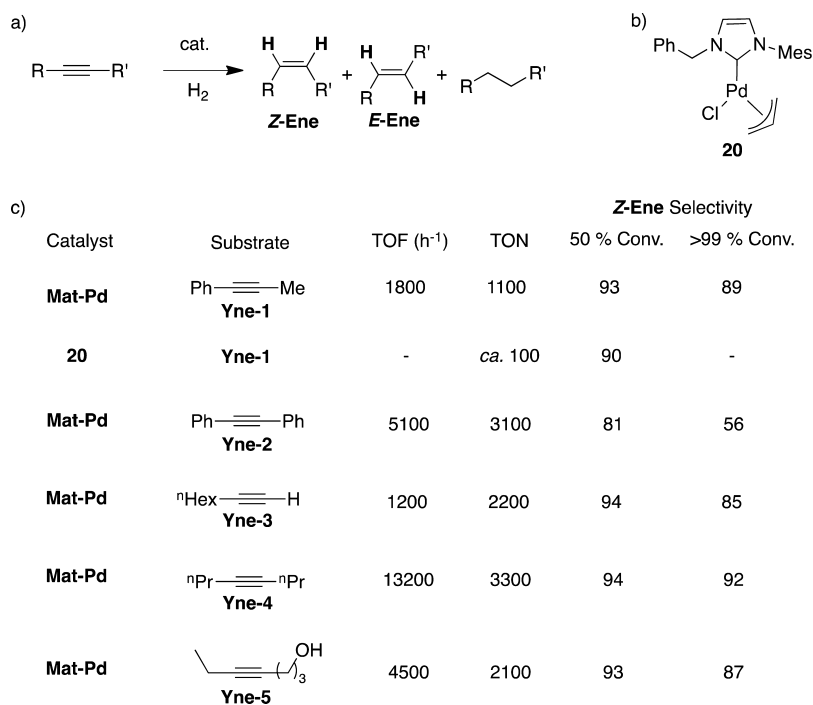 a)
R
R'
cat.
H2
H H
R R'
Z-Ene
+
H R'
R H
E-Ene
+
R R'
b)
Ph N N Mes
Pd
Cl
20
c)
Z-Ene Selectivity
Catalyst Substrate TOF (h-1) TON 50 % Conv. >99 % Conv.
Mat-Pd Ph Me 1800 1100 93 89
Yne-1
20 Yne-1 - ca. 100 90 -
Mat-Pd Ph Ph 5100 3100 81 56
Yne-2
Mat-Pd nHex H 1200 2200 94 85
Yne-3
Mat-Pd nPr nPr 13200 3300 94 92
Yne-4
OH
Mat-Pd ( )3 4500 2100 93 87
Yne-5